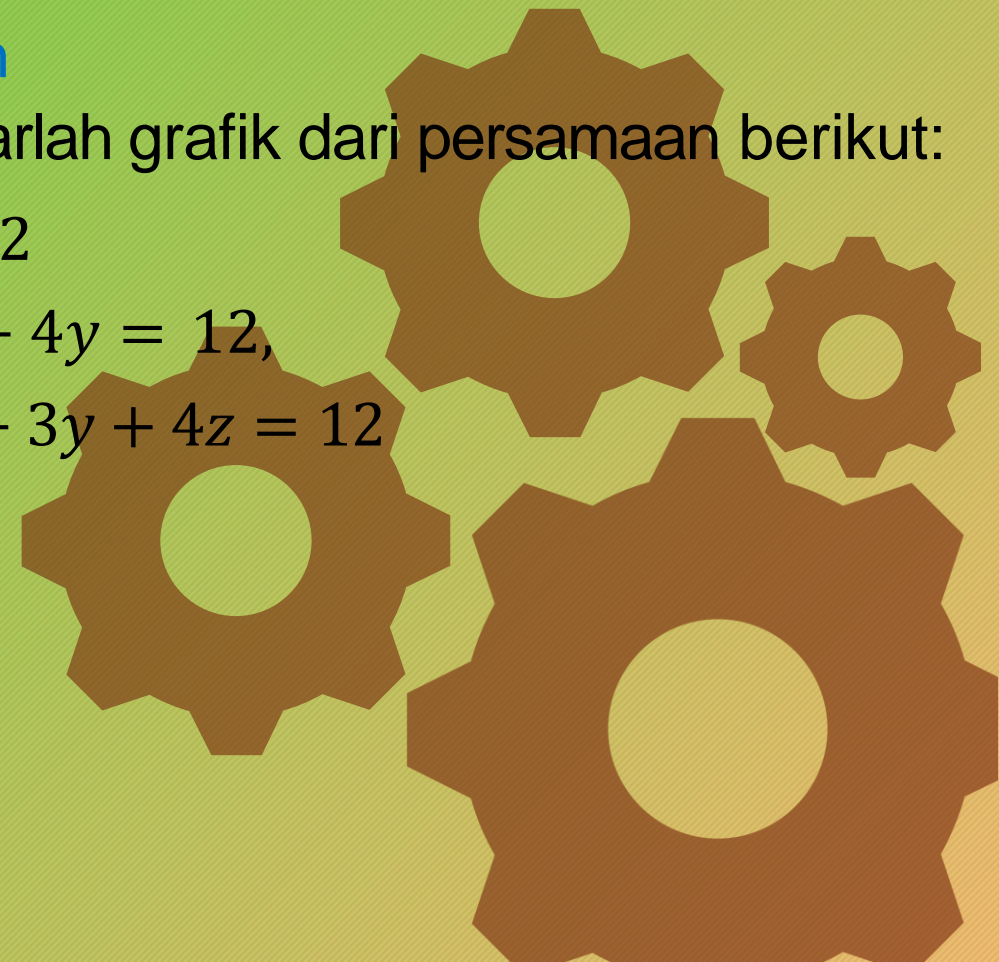 n
arlah grafik dari persamaan berikut:
2
- 4y = 12,
- 3y + 4z = 12